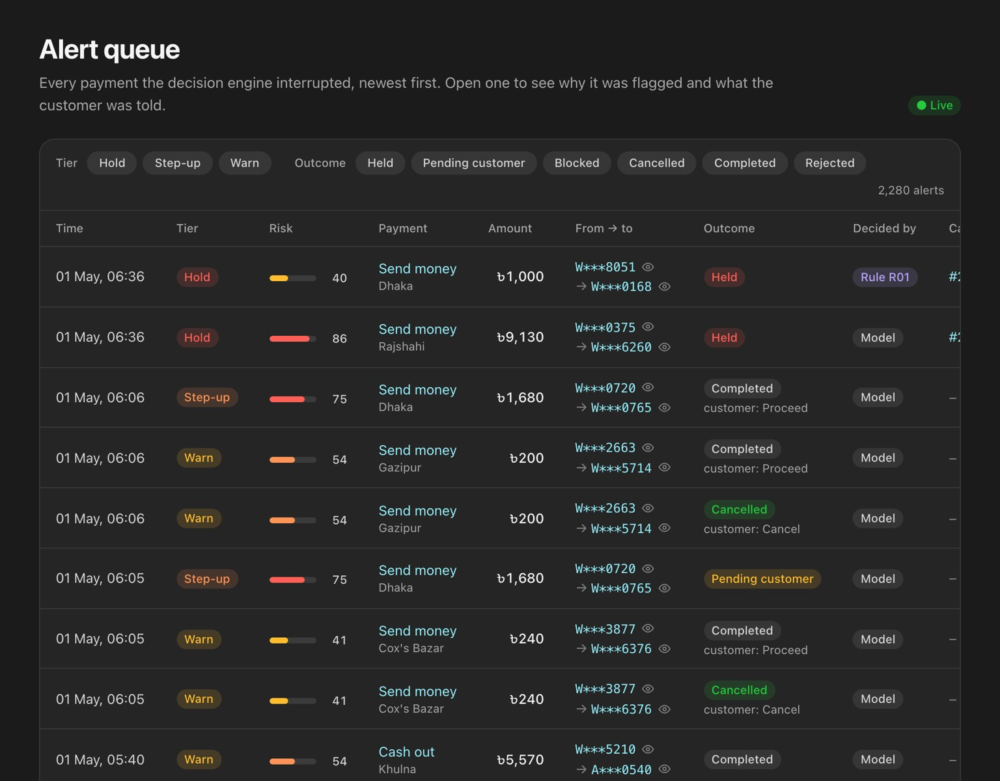 Alert queue
Every payment the decision engine interrupted, newest first. Open one to see why it was flagged and what the
customer was told.
Live
Tier Hold Step-up Warn Outcome Held Pending customer Blocked Cancelled Completed Rejected
2,280 alerts
Time Tier Risk Payment Amount From → to Outcome Decided by
01 May, 06:36 Hold 40 Send money Dhaka ৳1,000 W***8051 → W***0168 Held Rule R01
01 May, 06:36 Hold 86 Send money Rajshahi ৳9,130 W***0375 → W***6260 Held Model
01 May, 06:06 Step-up 75 Send money Dhaka ৳1,680 W***0720 → W***0765 Completed customer: Proceed Model –
01 May, 06:06 Warn 54 Send money Gazipur ৳200 W***2663 → W***5714 Completed customer: Proceed Model –
01 May, 06:06 Warn 54 Send money Gazipur ৳200 W***2663 → W***5714 Cancelled customer: Cancel Model –
01 May, 06:05 Step-up 75 Send money Dhaka ৳1,680 W***0720 → W***0765 Pending customer Model –
01 May, 06:05 Warn 41 Send money Cox's Bazar ৳240 W***3877 → W***6376 Completed customer: Proceed Model –
01 May, 06:05 Warn 41 Send money Cox's Bazar ৳240 W***3877 → W***6376 Cancelled customer: Cancel Model –
01 May, 05:40 Warn 54 Cash out Khulna ৳5,570 W***5210 → A***0540 Completed Model –